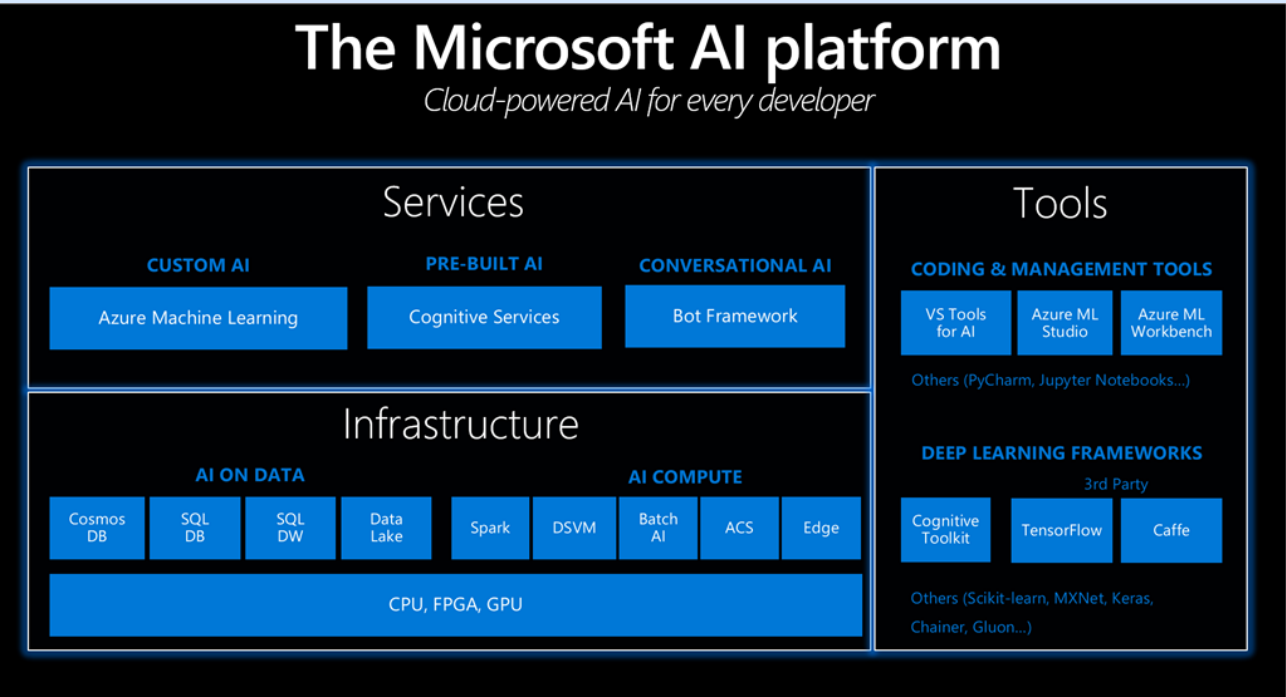 The Microsoft AI platform
Cloud-powered AI for every developer
Services
CUSTOM AI
PRE-BUILT AI
CONVERSATIONAL AI
Azure Machine Learning
Cognitive Services
Bot Framework
Infrastructure
AI ON DATA
AI COMPUTE
Cosmos
DB
SQL
DB
SQL
DW
Data
Lake
Spark
DSVM
Batch
AI
ACS
Edge
CPU, FPGA, GPU
Tools
CODING & MANAGEMENT TOOLS
VS Tools
for AI
Azure ML
Studio
Azure ML
Workbench
Others (PyCharm, Jupyter Notebooks...)
DEEP LEARNING FRAMEWORKS
3rd Party
Cognitive
Toolkit
TensorFlow
Caffe
Others (Scikit-learn, MXNet, Keras,
Chainer, Gluon...)